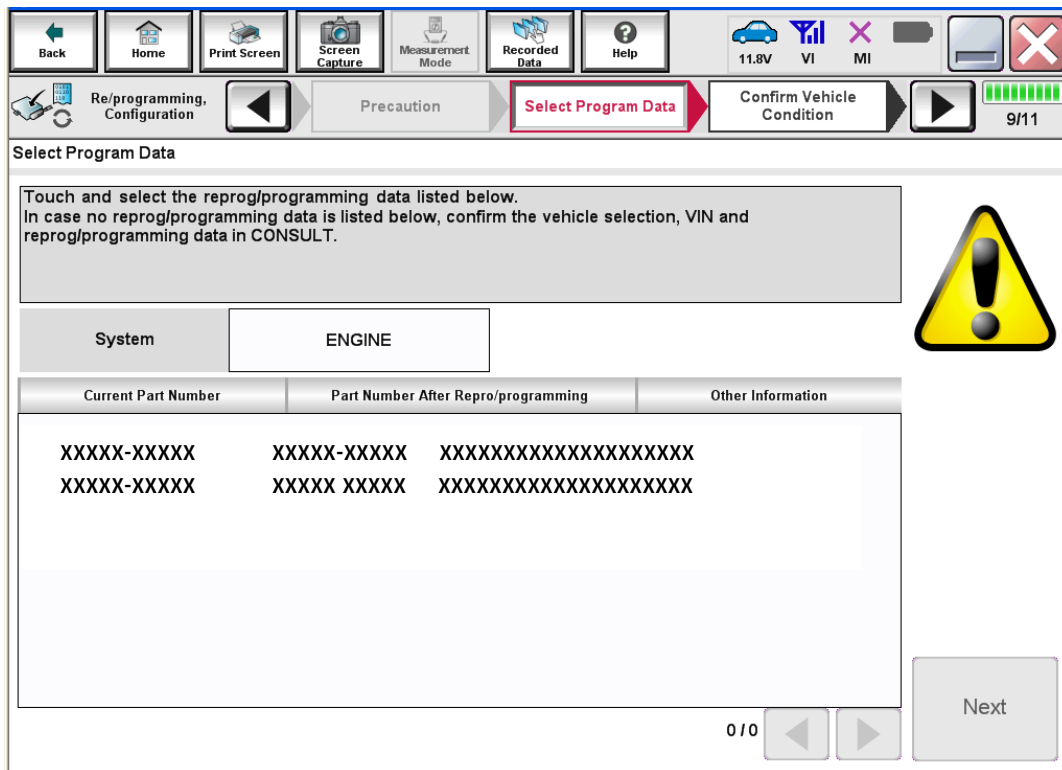 Back
Home
Print Screen
Screen
Capture
Measurement
Mode
Recorded
Data
Help
11.8V
VI
MI
Re/programming,
Configuration
Precaution
Select Program Data
Confirm Vehicle
Condition
9/11
Select Program Data
Touch and select the reprog/programming data listed below.
In case no reprog/programming data is listed below, confirm the vehicle selection, VIN and
reprog/programming data in CONSULT.
System
ENGINE
Current Part Number
Part Number After Repro/programming
Other Information
XXXXX-XXXXX XXXXX-XXXXX XXXXXXXXXXXXXXXXXXXX
XXXXX-XXXXX XXXXX XXXXX XXXXXXXXXXXXXXXXXXXX
0/0
Next